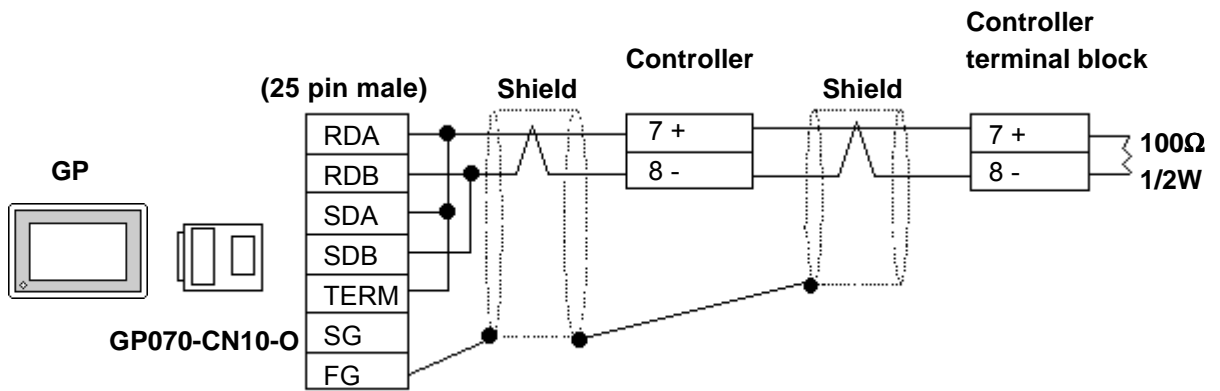 Controller
terminal block
Controller
(25 pin male)
Shield
Shield
RDA
7 +
7 +
100Ω
RDB
8 -
8 -
1/2W
GP
SDA
SDB
TERM
GP070-CN10-O
SG
FG